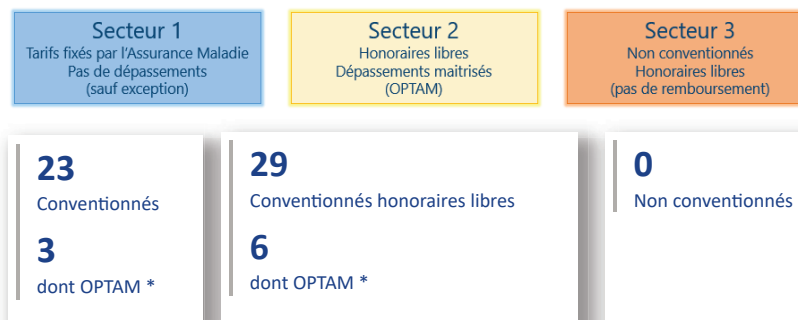 Secteur 1
Tarifs fixés par l'Assurance Maladie
Pas de dépassements
(sauf exception)
Secteur 2
Honoraires libres
Dépassements maitrisés
(OPTAM)
Secteur 3
Non conventionnés
Honoraires libres
(pas de remboursement)
23
Conventionnés
3
dont OPTAM *
29
Conventionnés honoraires libres
6
dont OPTAM *
0
Non conventionnés